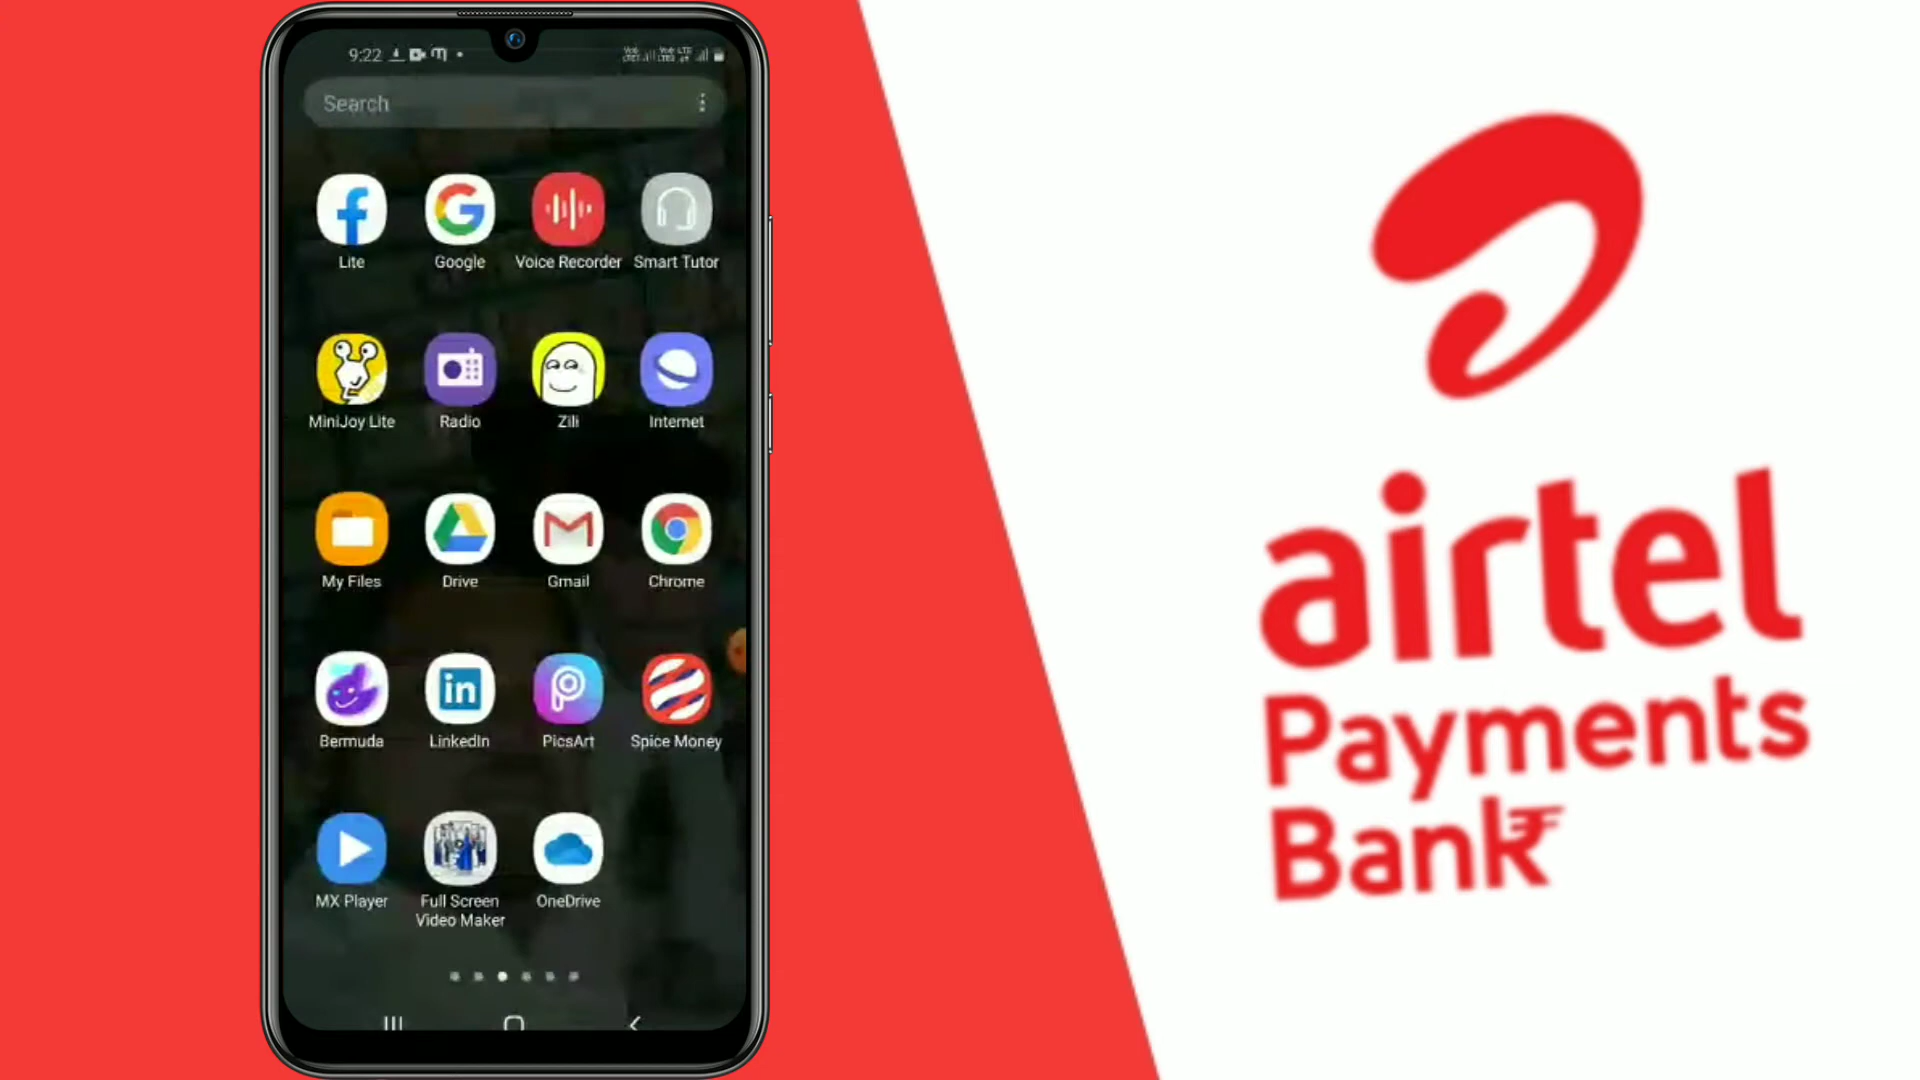 9:22
Search
Lite
Google
Voice Recorder
Smart Tutor
MiniJoy Lite
Radio
Zili
Internet
My Files
Drive
Gmail
Chrome
Bermuda
LinkedIn
PicsArt
Spice Money
MX Player
Full Screen
Video Maker
OneDrive
airtel
Payments
Bank